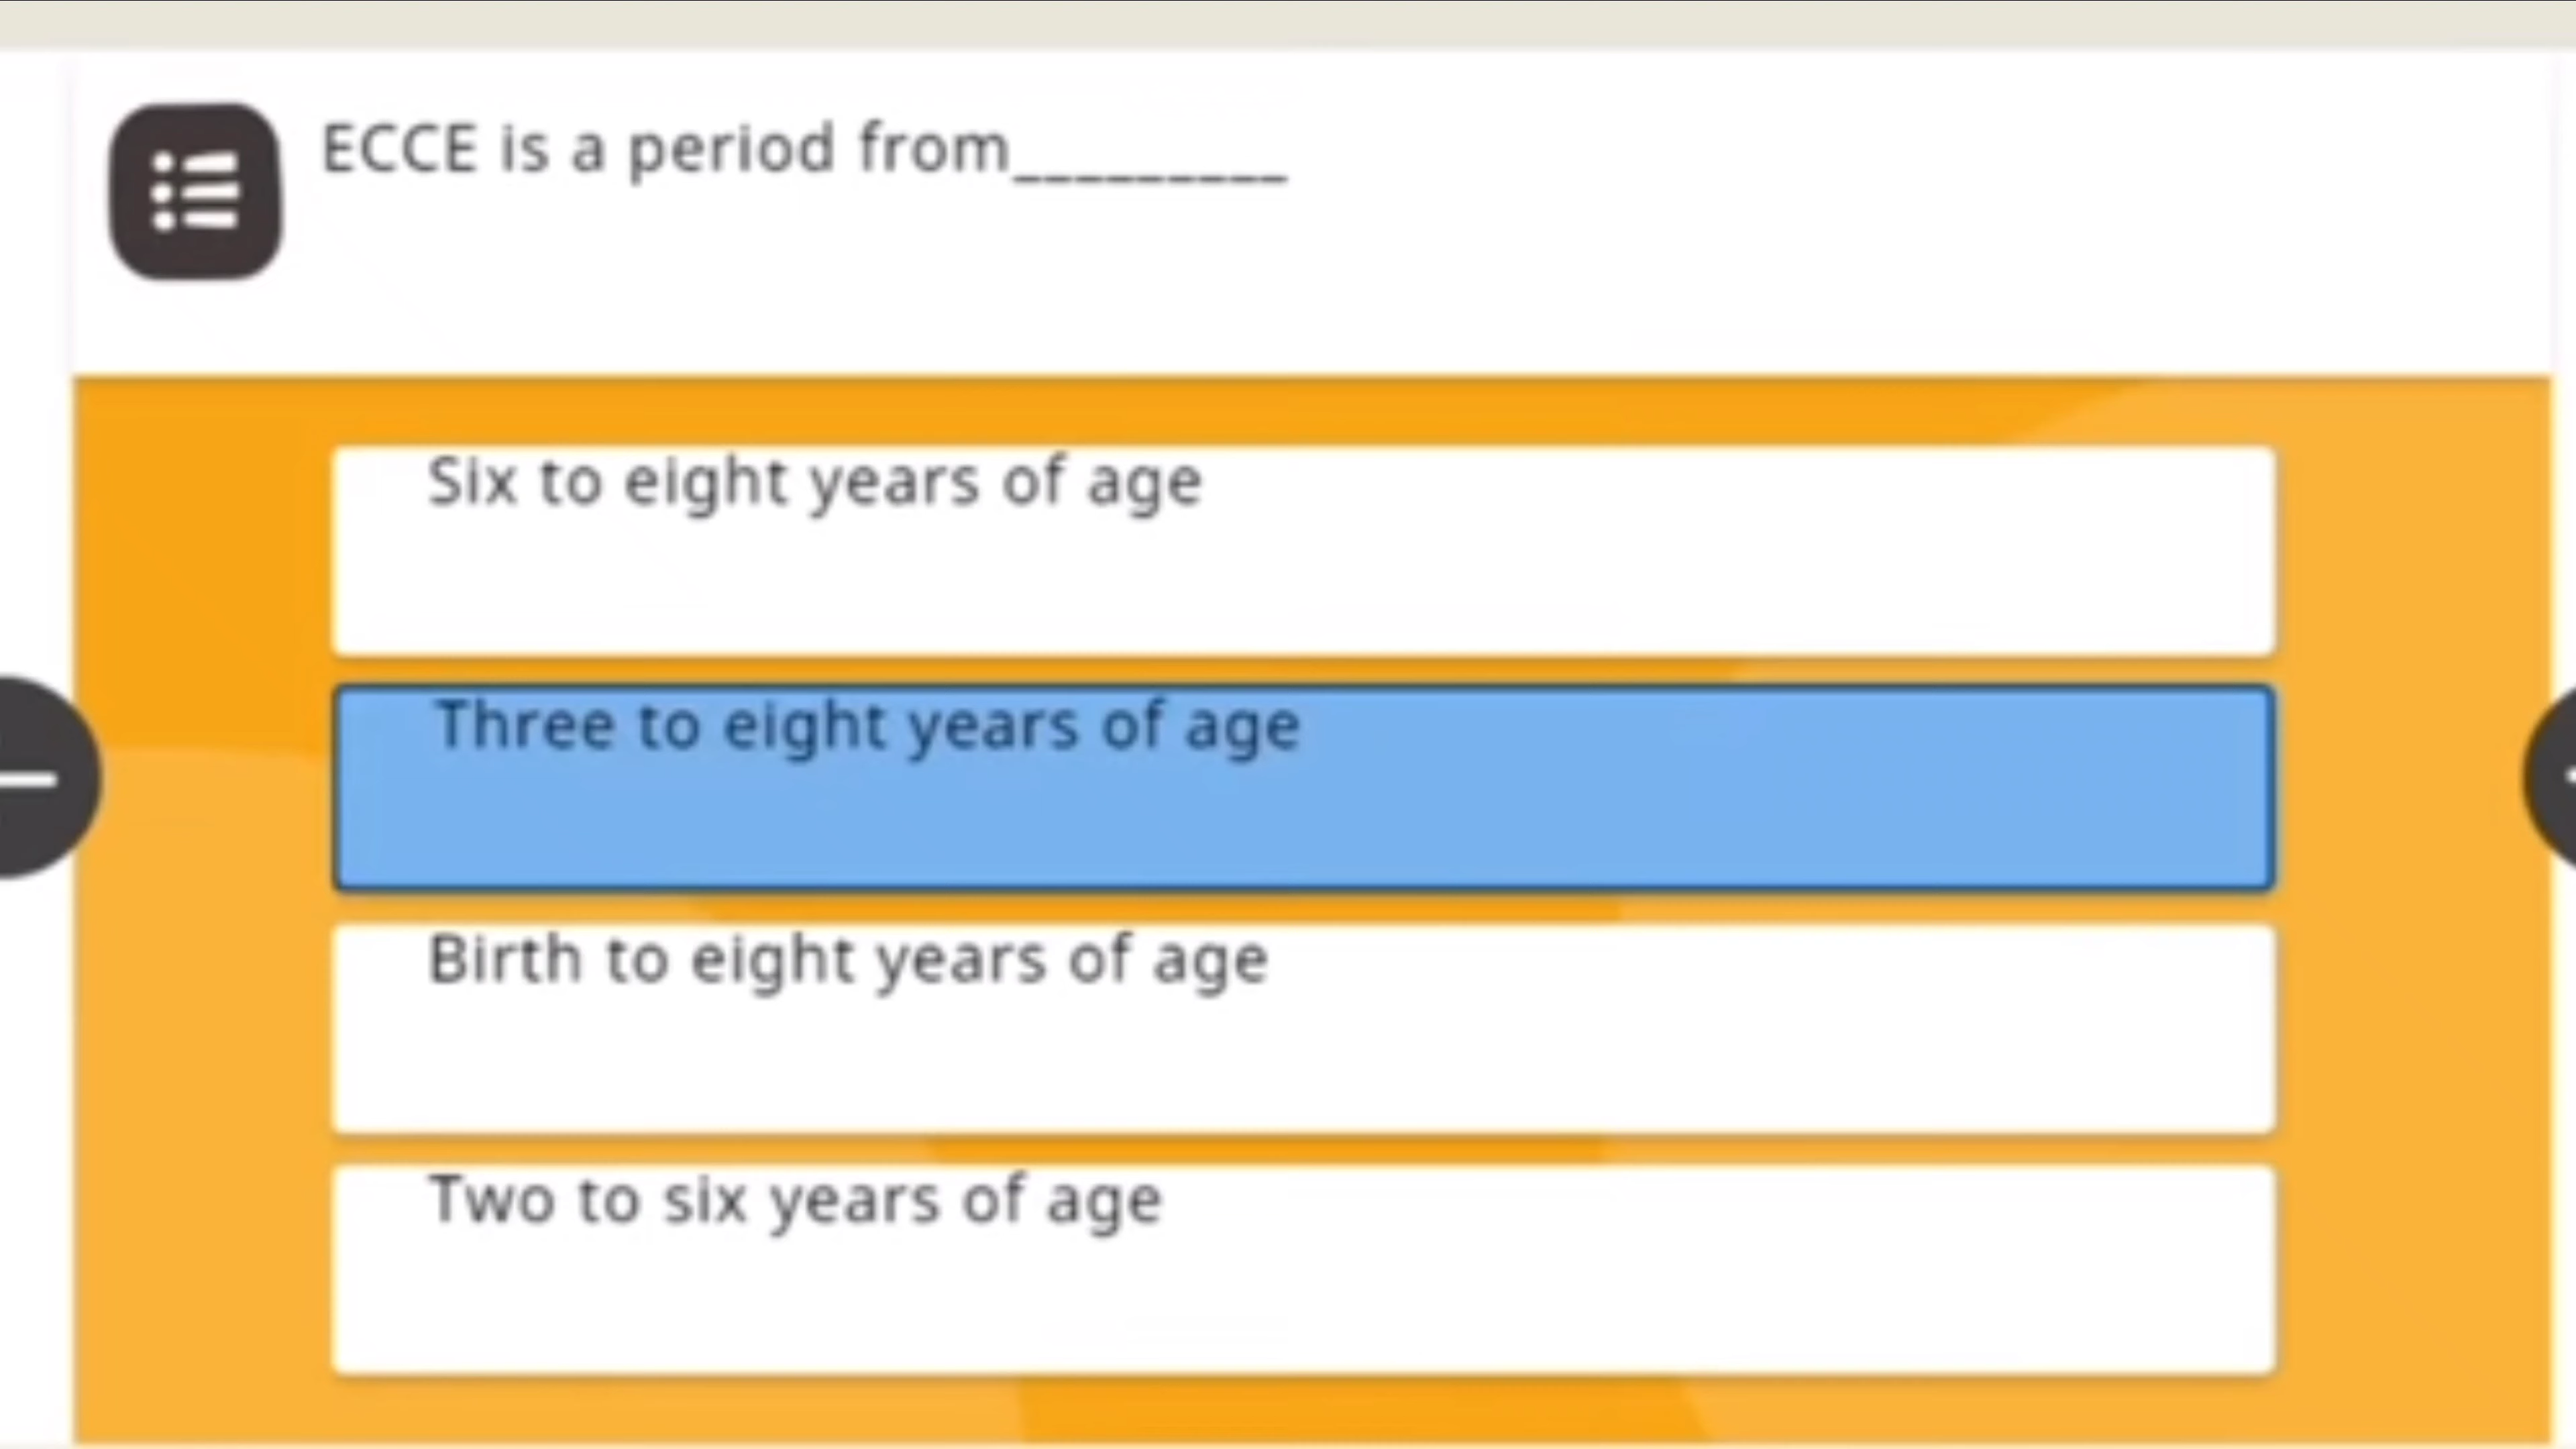 ECCE is a period from_________
Six to eight years of age
Three to eight years of age
Birth to eight years of age
Two to six years of age